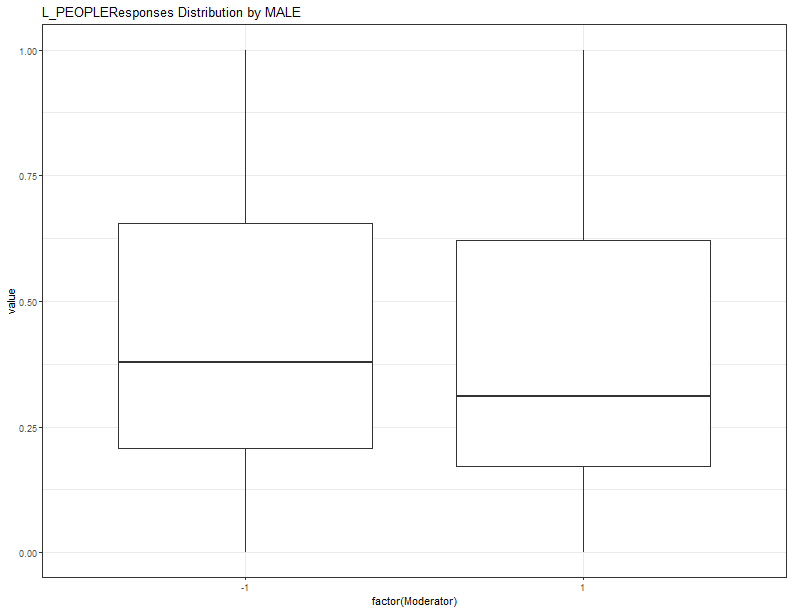 L_PEOPLEResponses Distribution by MALE
1.00
0.75
0.50
0.25
0.00
value
-1 1
factor(Moderator)